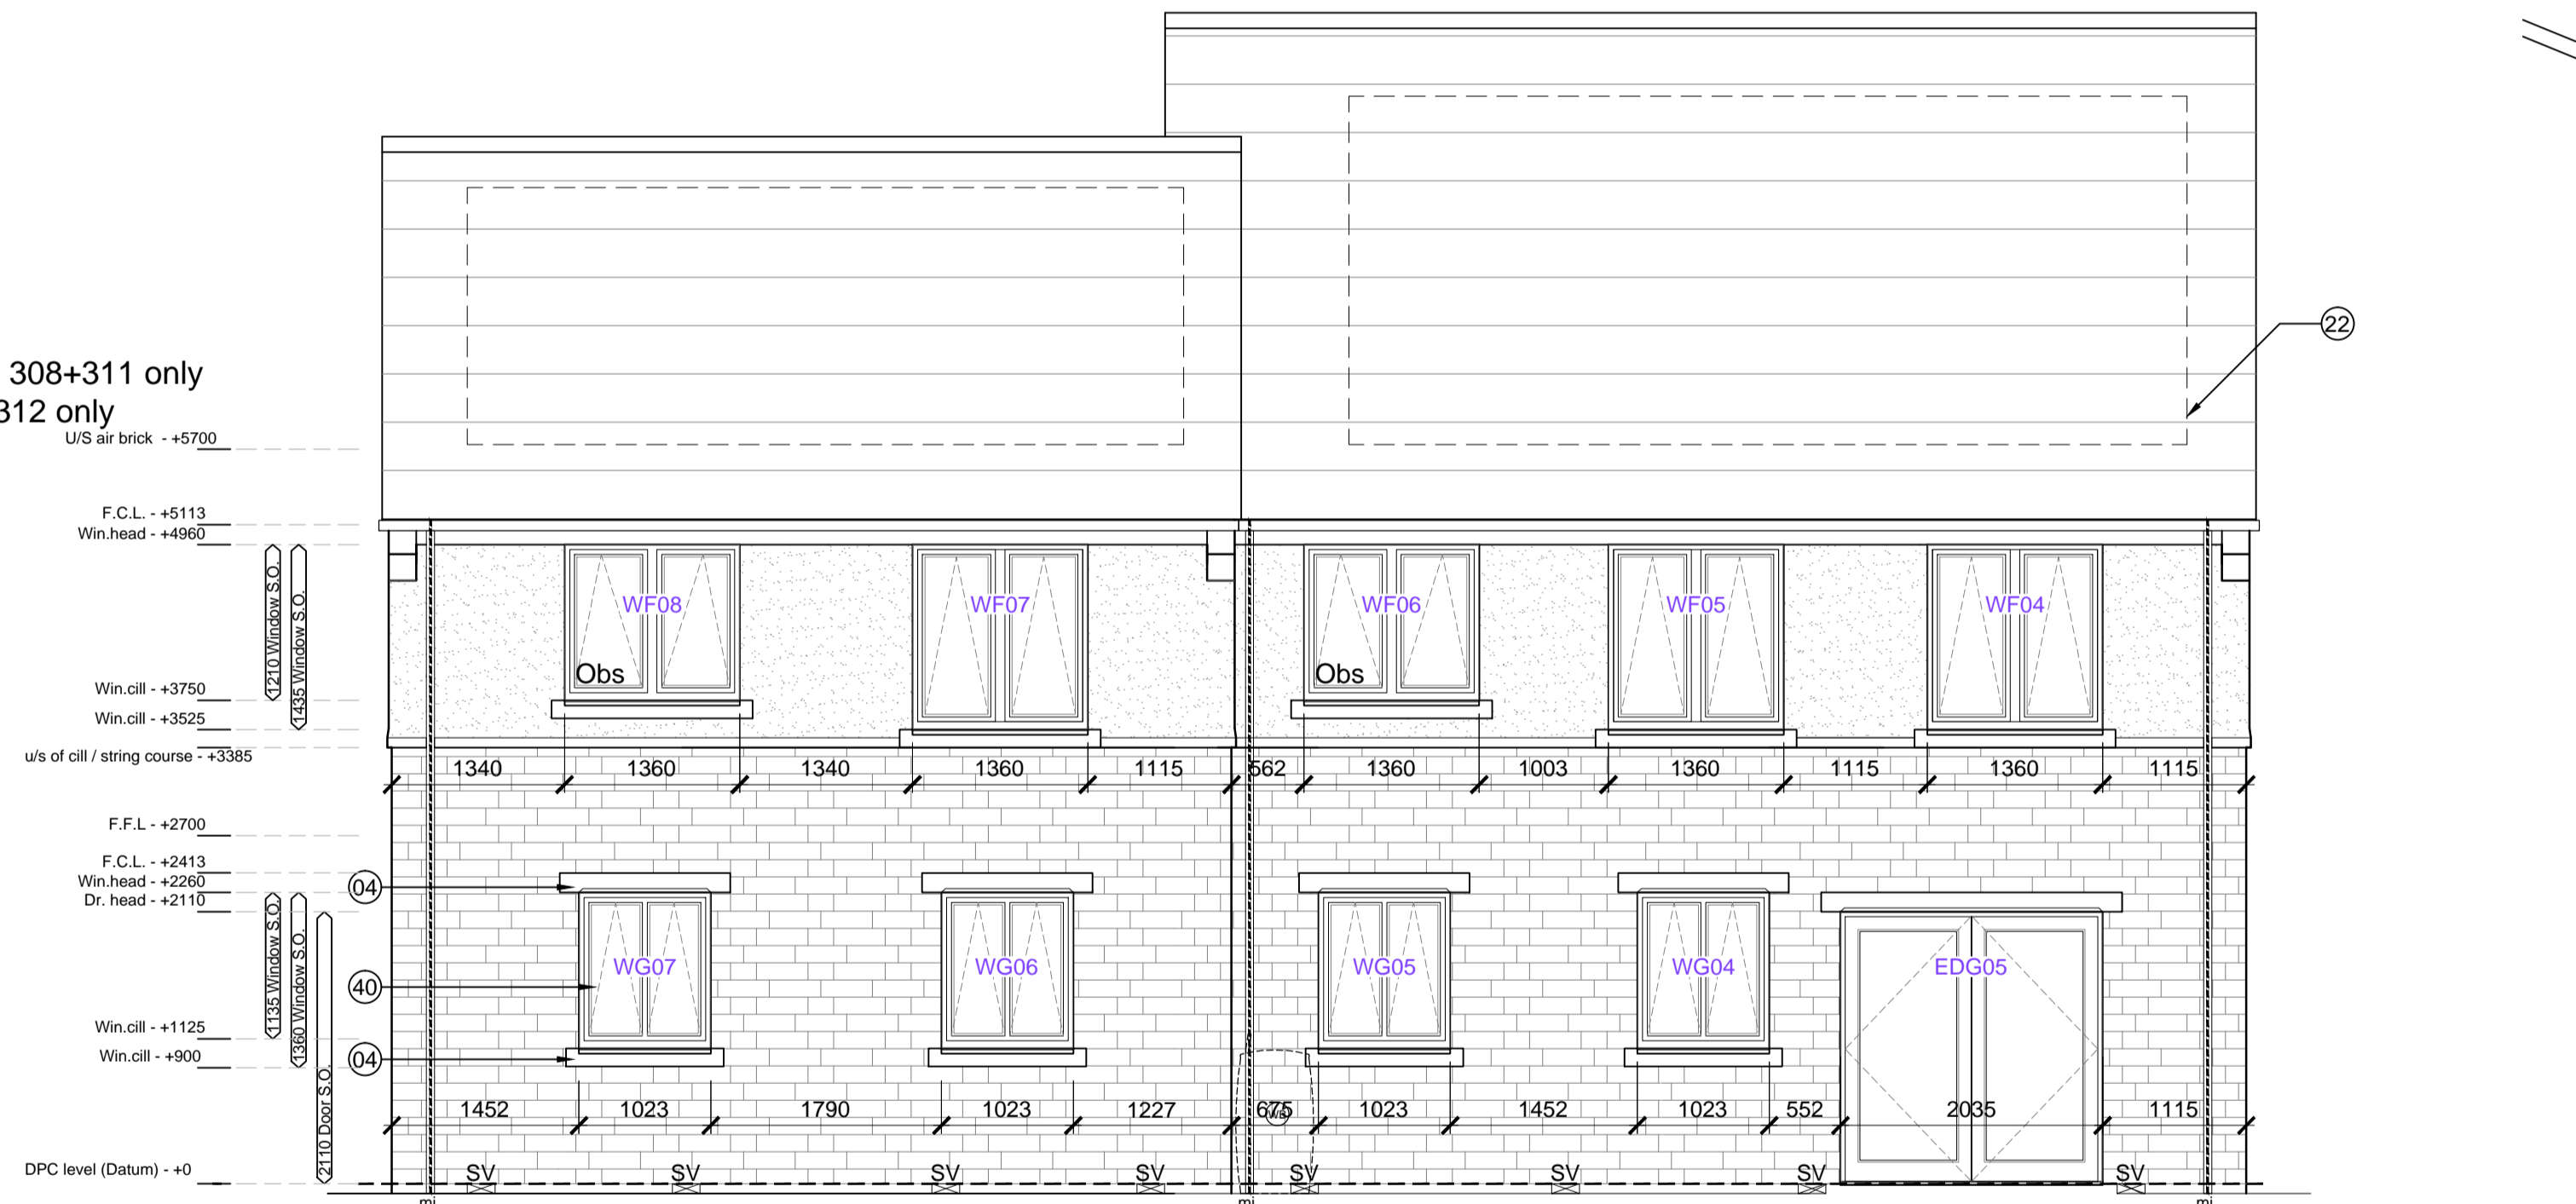 22
308+311 only
312 only
U/S air brick - +5700
F.C.L. - +5113
Win.head - +4960
1210 Window S.O.
1435 Window S.O.
WF08
WF07
WF06
WF05
WF04
Obs
Obs
Win.cill - +3750
Win.cill - +3525
u/s of cill / string course - +3385
1340
1360
1340
1360
1115
562
1360
1003
1360
1115
1360
1115
F.F.L - +2700
F.C.L. - +2413
Win.head - +2260
Dr. head - +2110
04
40
04
1135 Window S.O.
1360 Window S.O.
2110 Door S.O.
WG07
WG06
WG05
WG04
EDG05
Win.cill - +1125
Win.cill - +900
1452
1023
1790
1023
1227
675
1023
1452
1023
552
2035
1115
DPC level (Datum) - +0
SV
SV
SV
SV
SV
SV
SV
SV